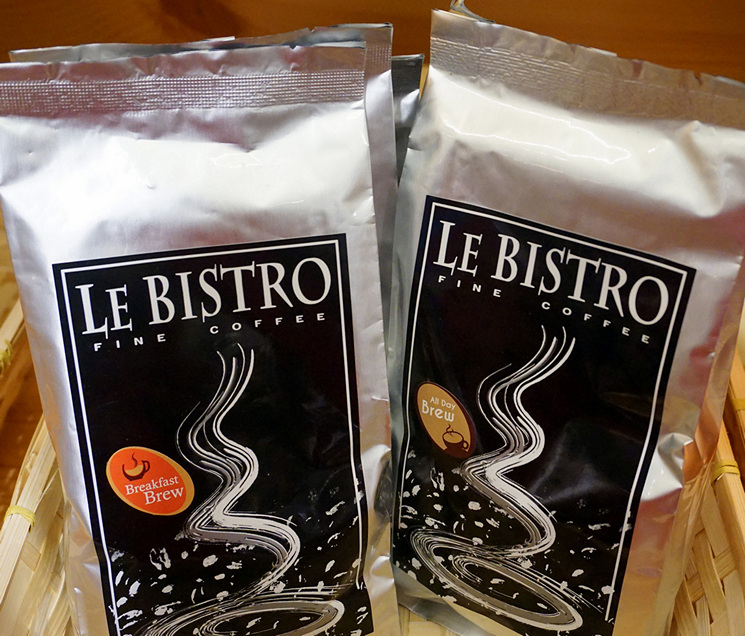 LE BISTRO
FINE COFFEE
Breakfast
Brew
LE BISTRO
FINE COFFEE
All Day
Brew